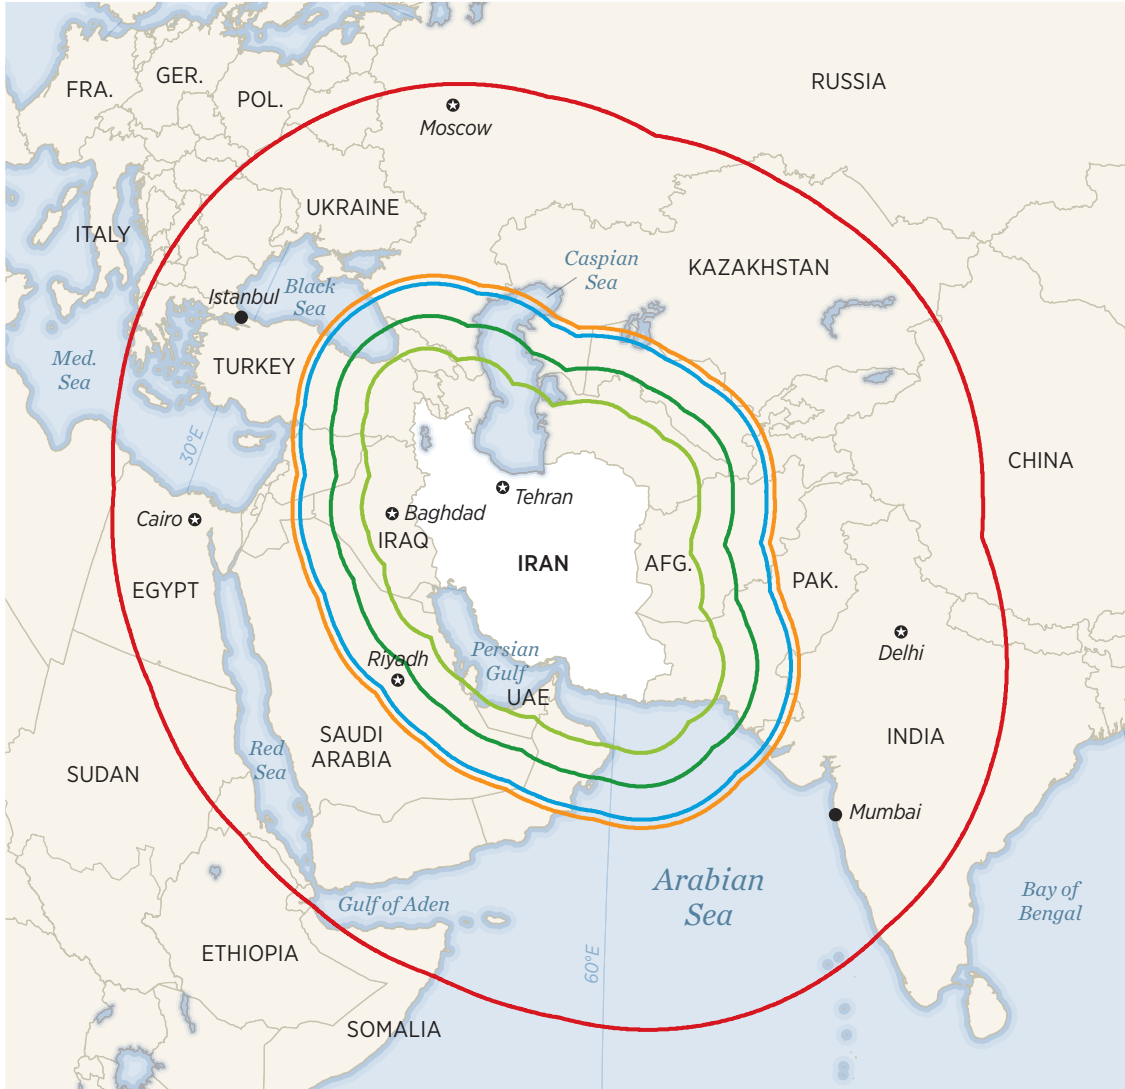 RUSSIA
GER.
FRA.
POL.
Moscow
UKRAINE
ITALY
Caspian
Sea
KAZAKHSTAN
Istanbul
Black
Sea
Med.
Sea
TURKEY
30°E
CHINA
Tehran
Cairo
Baghdad
IRAQ
IRAN
AFG.
PAK.
EGYPT
Delhi
Persian
Gulf
Riyadh
UAE
SAUDI
ARABIA
INDIA
Red
Sea
SUDAN
Mumbai
Arabian
Sea
Bay of
Bengal
Gulf of Aden
ETHIOPIA
60°E
SOMALIA